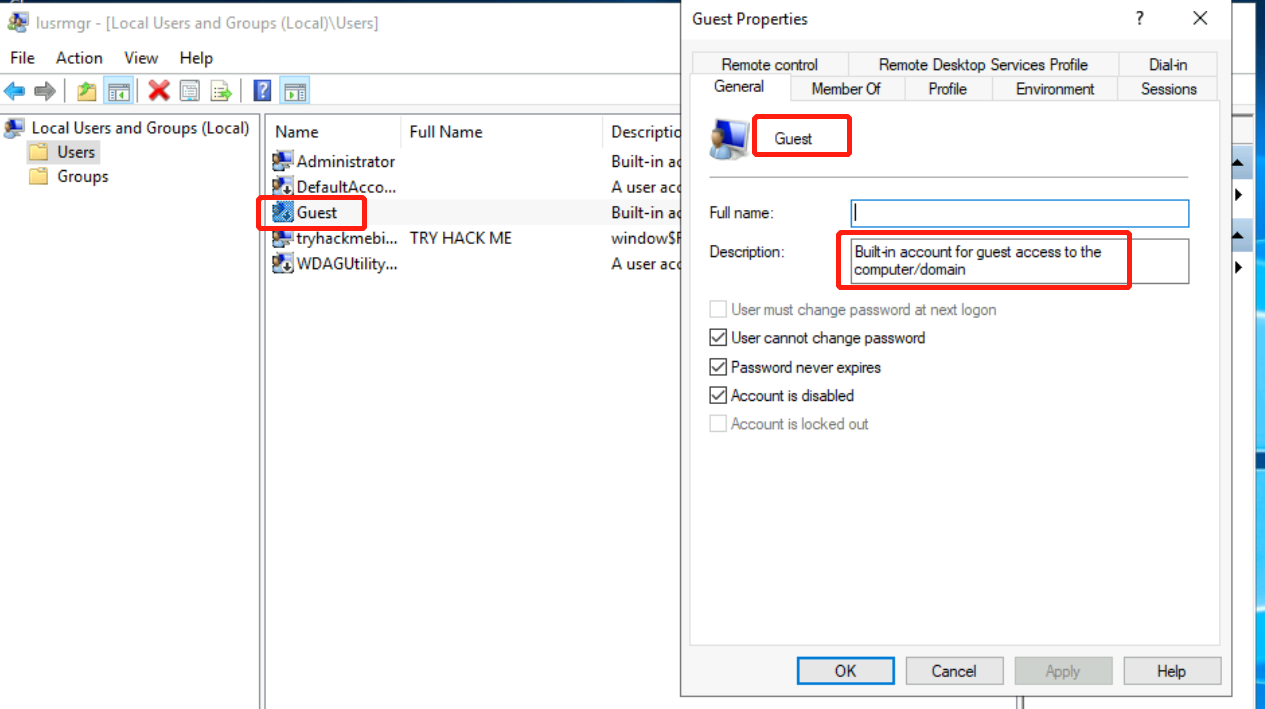 lusrmgr - [Local Users and Groups (Local)\Users]
File Action View Help
Local Users and Groups (Local)
Users
Groups
Name Full Name Descriptio
Administrator Built-in ac
DefaultAcco... A user acc
Guest Built-in ac
tryhackmebi... TRY HACK ME window$F
WDAGUtility... A user acc
Guest Properties
Remote control Remote Desktop Services Profile Dial-in
General Member Of Profile Environment Sessions
Guest
Full name:
Description: Built-in account for guest access to the
computer/domain
User must change password at next logon
User cannot change password
Password never expires
Account is disabled
Account is locked out
OK Cancel Apply Help